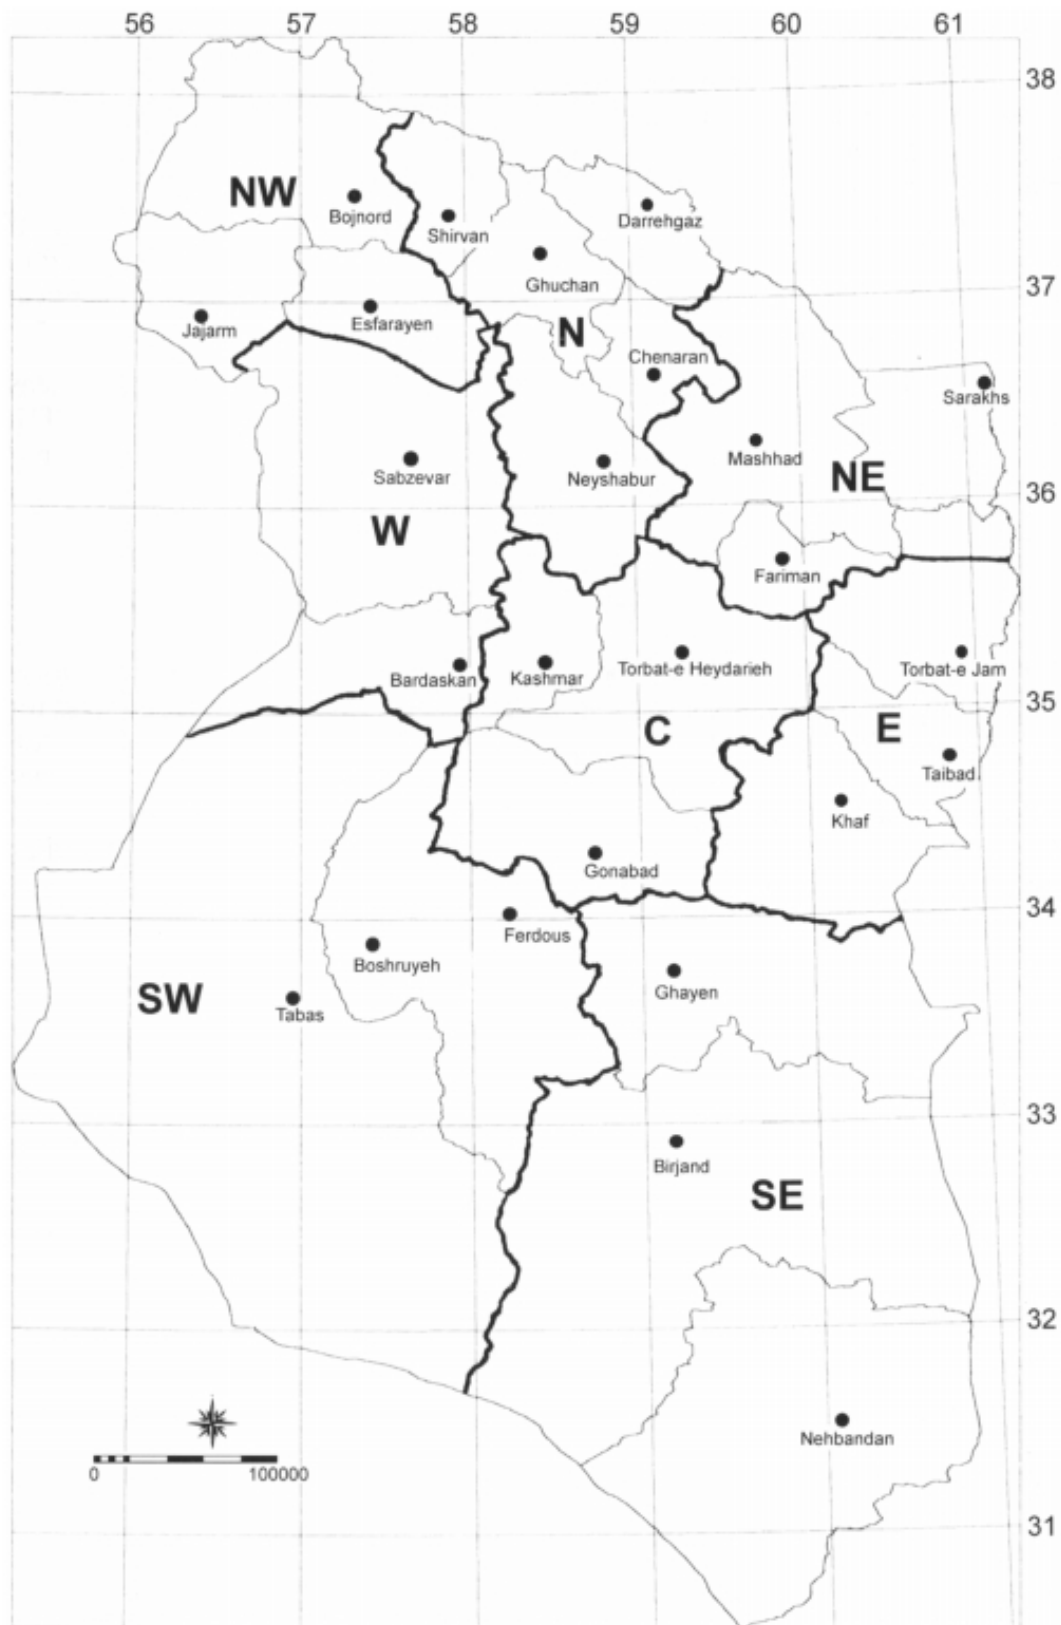 56 57 58 59 60 61
38
NW
Bojnord
Shirvan
Darrehgaz
Ghuchan
37
Jajarm
Esfarayen
N
Chenaran
Sarakhs
Sabzevar
Neyshabur
Mashhad
NE
36
W
Fariman
Bardaskan
Kashmar
Torbat-e Heydarieh
Torbat-e Jam
35
C
E
Taibad
Khaf
Gonabad
34
Ferdous
Boshruyeh
Ghayen
SW
Tabas
33
Birjand
SE
32
Nehbandan
0 100000
31